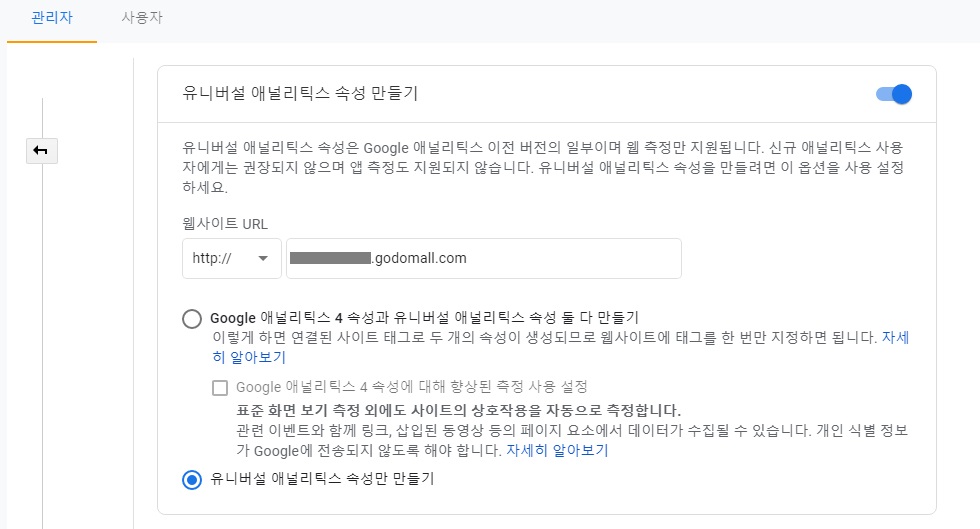 관리자 사용자
유니버설 애널리틱스 속성 만들기
유니버설 애널리틱스 속성은 Google 애널리틱스 이전 버전의 일부이며 웹 측정만 지원됩니다. 신규 애널리틱스 사용
자에게는 권장되지 않으며 앱 측정도 지원되지 않습니다. 유니버설 애널리틱스 속성을 만들려면 이 옵션을 사용 설정
하세요.
웹사이트 URL
http:// .godomall.com
Google 애널리틱스 4 속성과 유니버설 애널리틱스 속성 둘 다 만들기
이렇게 하면 연결된 사이트 태그로 두 개의 속성이 생성되므로 웹사이트에 태그를 한 번만 지정하면 됩니다. 자세
히 알아보기
Google 애널리틱스 4 속성에 대해 향상된 측정 사용 설정
표준 화면 보기 측정 외에도 사이트의 상호작용을 자동으로 측정합니다.
관련 이벤트와 함께 링크, 삽입된 동영상 등의 페이지 요소에서 데이터가 수집될 수 있습니다. 개인 식별 정보
가 Google에 전송되지 않도록 해야 합니다. 자세히 알아보기
유니버설 애널리틱스 속성만 만들기